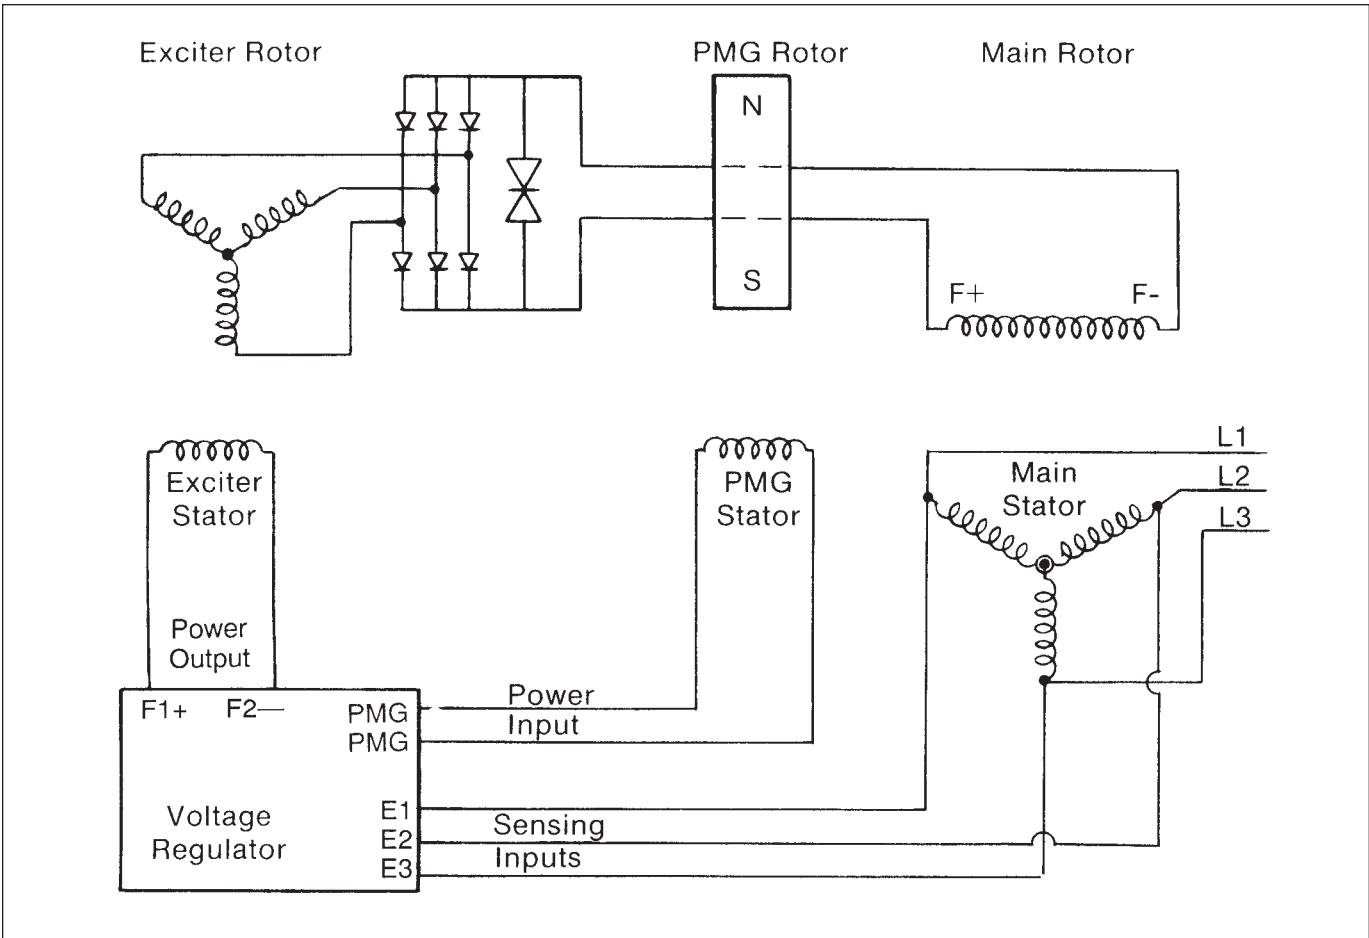 Exciter Rotor
PMG Rotor
Main Rotor
N
S
F+
F-
Exciter
Stator
PMG
Stator
Main
Stator
L1
L2
L3
Power
Output
F1+
F2—
PMG
PMG
Power
Input
Voltage
Regulator
E1
E2
E3
Sensing
Inputs